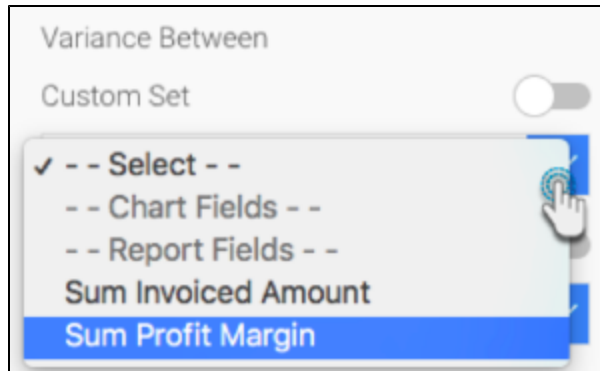 Variance Between
Custom Set
- - Select - -
- - Chart Fields - -
- - Report Fields - -
Sum Invoiced Amount
Sum Profit Margin